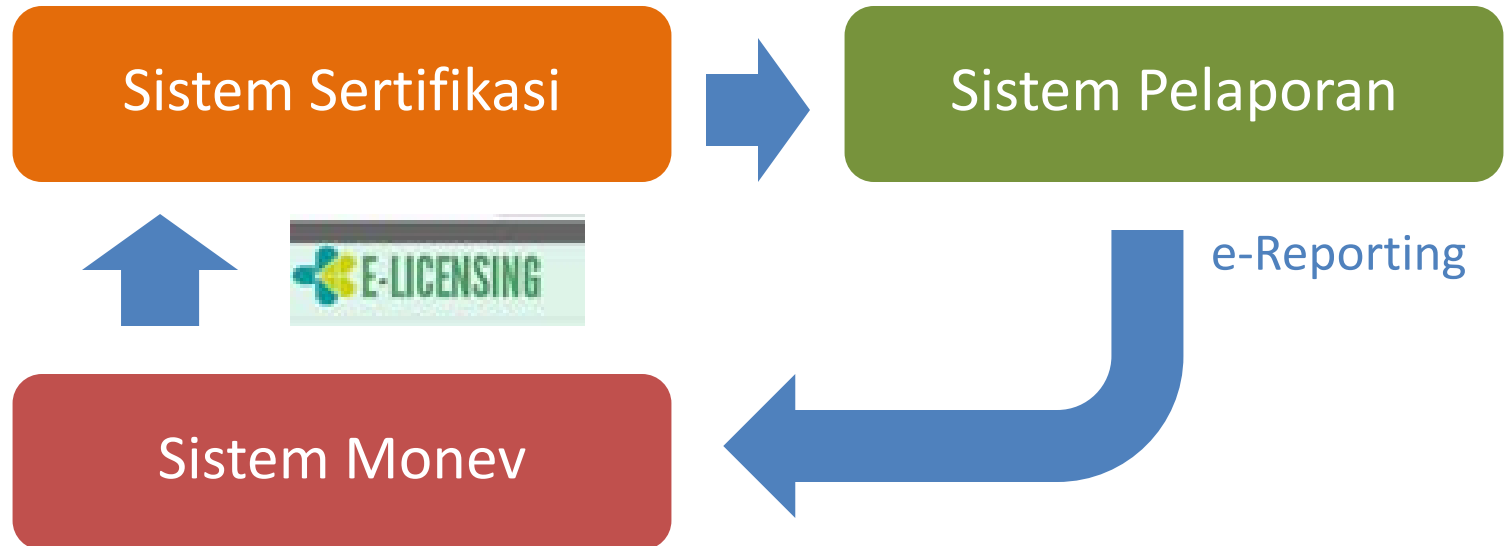 Sistem Sertifikasi
Sistem Pelaporan
E-LICENSING
e-Reporting
Sistem Monev